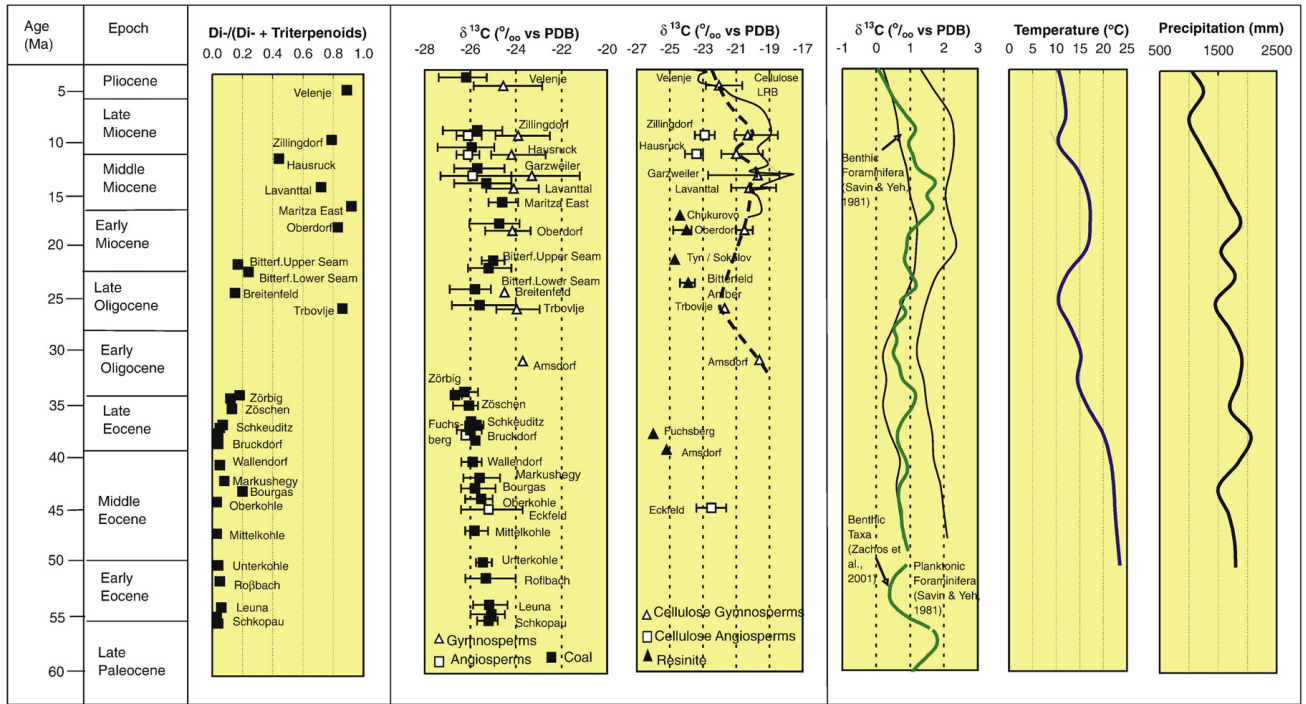 Age
(Ma)
Epoch
Di-/(Di- + Triterpenoids)
0.0 0.2 0.4 0.6 0.8 1.0
δ 13C (°/oo vs PDB)
-28 -26 -24 -22 -20
δ 13C (°/oo vs PDB)
-27 -25 -23 -21 -19 -17
δ 13C (°/oo vs PDB)
-1 0 1 2 3
Temperature (°C)
0 5 10 15 20 25
Precipitation (mm)
500 1500 2500
5
10
15
20
25
30
35
40
45
50
55
60
Pliocene
Late
Miocene
Middle
Miocene
Early
Miocene
Late
Oligocene
Early
Oligocene
Late
Eocene
Middle
Eocene
Early
Eocene
Late
Paleocene
Velenje
Zillingdorf
Hausruck
Lavanttal
Maritza East
Oberdorf
Bitterf.Upper Seam
Bitterf.Lower Seam
Breitenfeld
Trbovlje
Zörbig
Zöschen
Schkeuditz
Bruckdorf
Wallendorf
Markushegy
Bourgas
Oberkohle
Mittelkohle
Unterkohle
Roβbach
Leuna
Schkopau
Velenje
Zillingdorf
Hausruck
Garzweiler
Lavanttal
Maritza East
Oberdorf
Bitterf.Upper Seam
Bitterf.Lower Seam
Breitenfeld
Trbovlje
Amsdorf
Zörbig
Zöschen
Fuchs-
berg
Schkeuditz
Bruckdorf
Wallendorf
Markushegy
Bourgas
Oberkohle
Eckfeld
Mittelkohle
Unterkohle
Roflbach
Leuna
Schkopau
Gymnosperms
Angiosperms
Coal
Velenje
Cellulose
LRB
Zillingdorf
Hausruck
Garzweiler
Lavanttal
Chukurovo
Oberdorf
Tyn / Sokolov
Bitterfeld
Amber
Trbovlje
Amsdorf
Fuchsberg
Amsdorf
Eckfeld
Cellulose Gymnosperms
Cellulose Angiosperms
Resinite
Benthic
Foraminifera
(Savin & Yeh,
1981)
Benthic
Taxa
(Zachos et
al.,
2001)
Planktonic
Foraminifera
(Savin & Yeh,
1981)